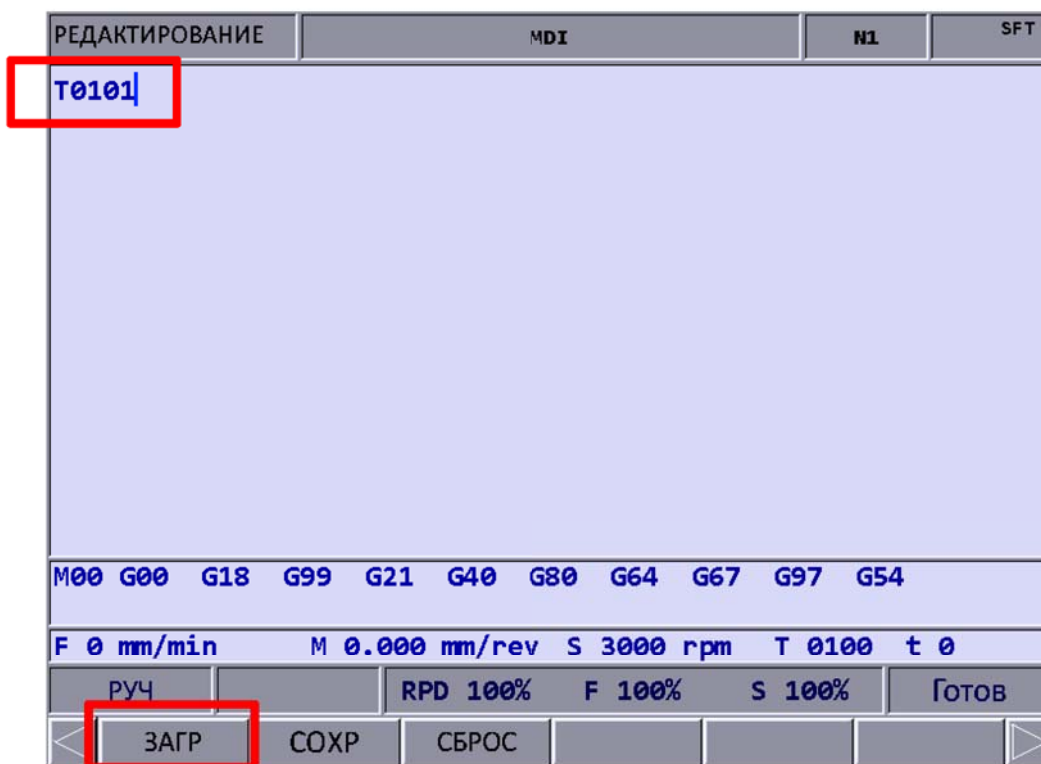 РЕДАКТИРОВАНИЕ MDI N1 SFT
T0101
M00 G00 G18 G99 G21 G40 G80 G64 G67 G97 G54
F 0 mm/min M 0.000 mm/rev S 3000 rpm T 0100 t 0
РУЧ RPD 100% F 100% S 100% Готов
ЗАГР СОХР СБРОС